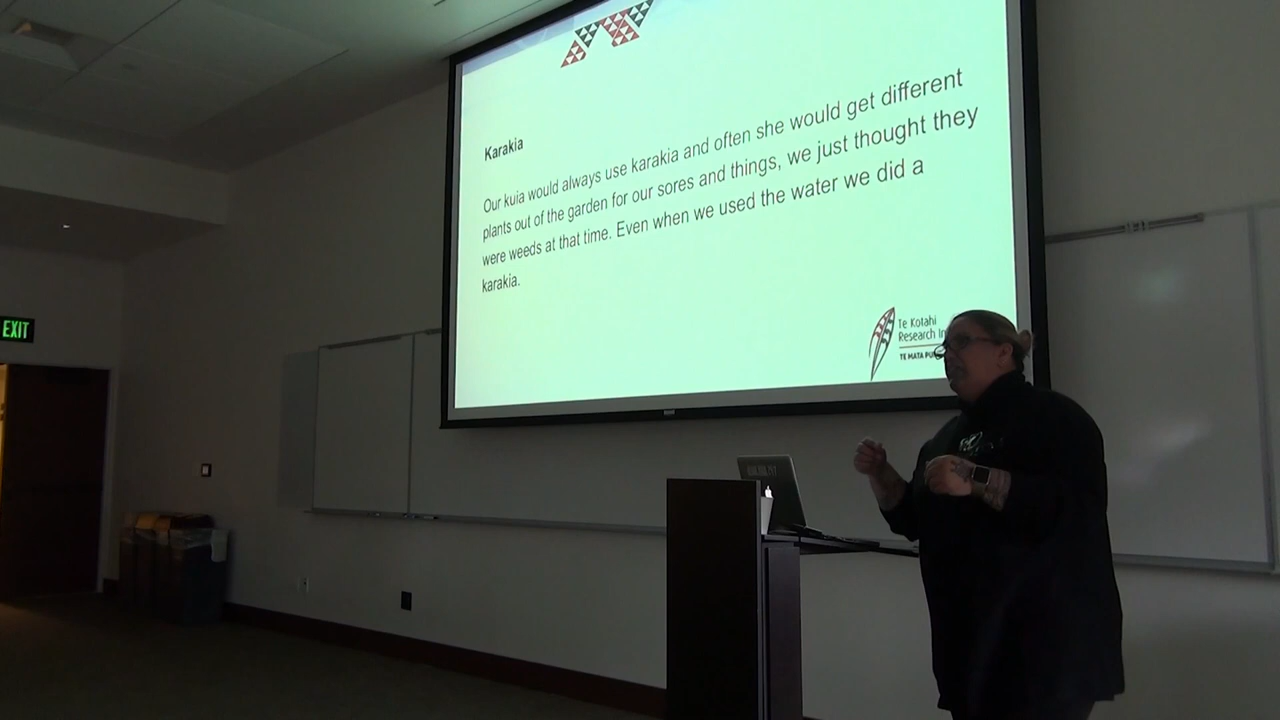 Karakia
Our kuia would always use karakia and often she would get different
plants out of the garden for our sores and things, we just thought they
were weeds at that time. Even when we used the water we did a
karakia.
Te Kotahi
Research
TE MATA
EXIT